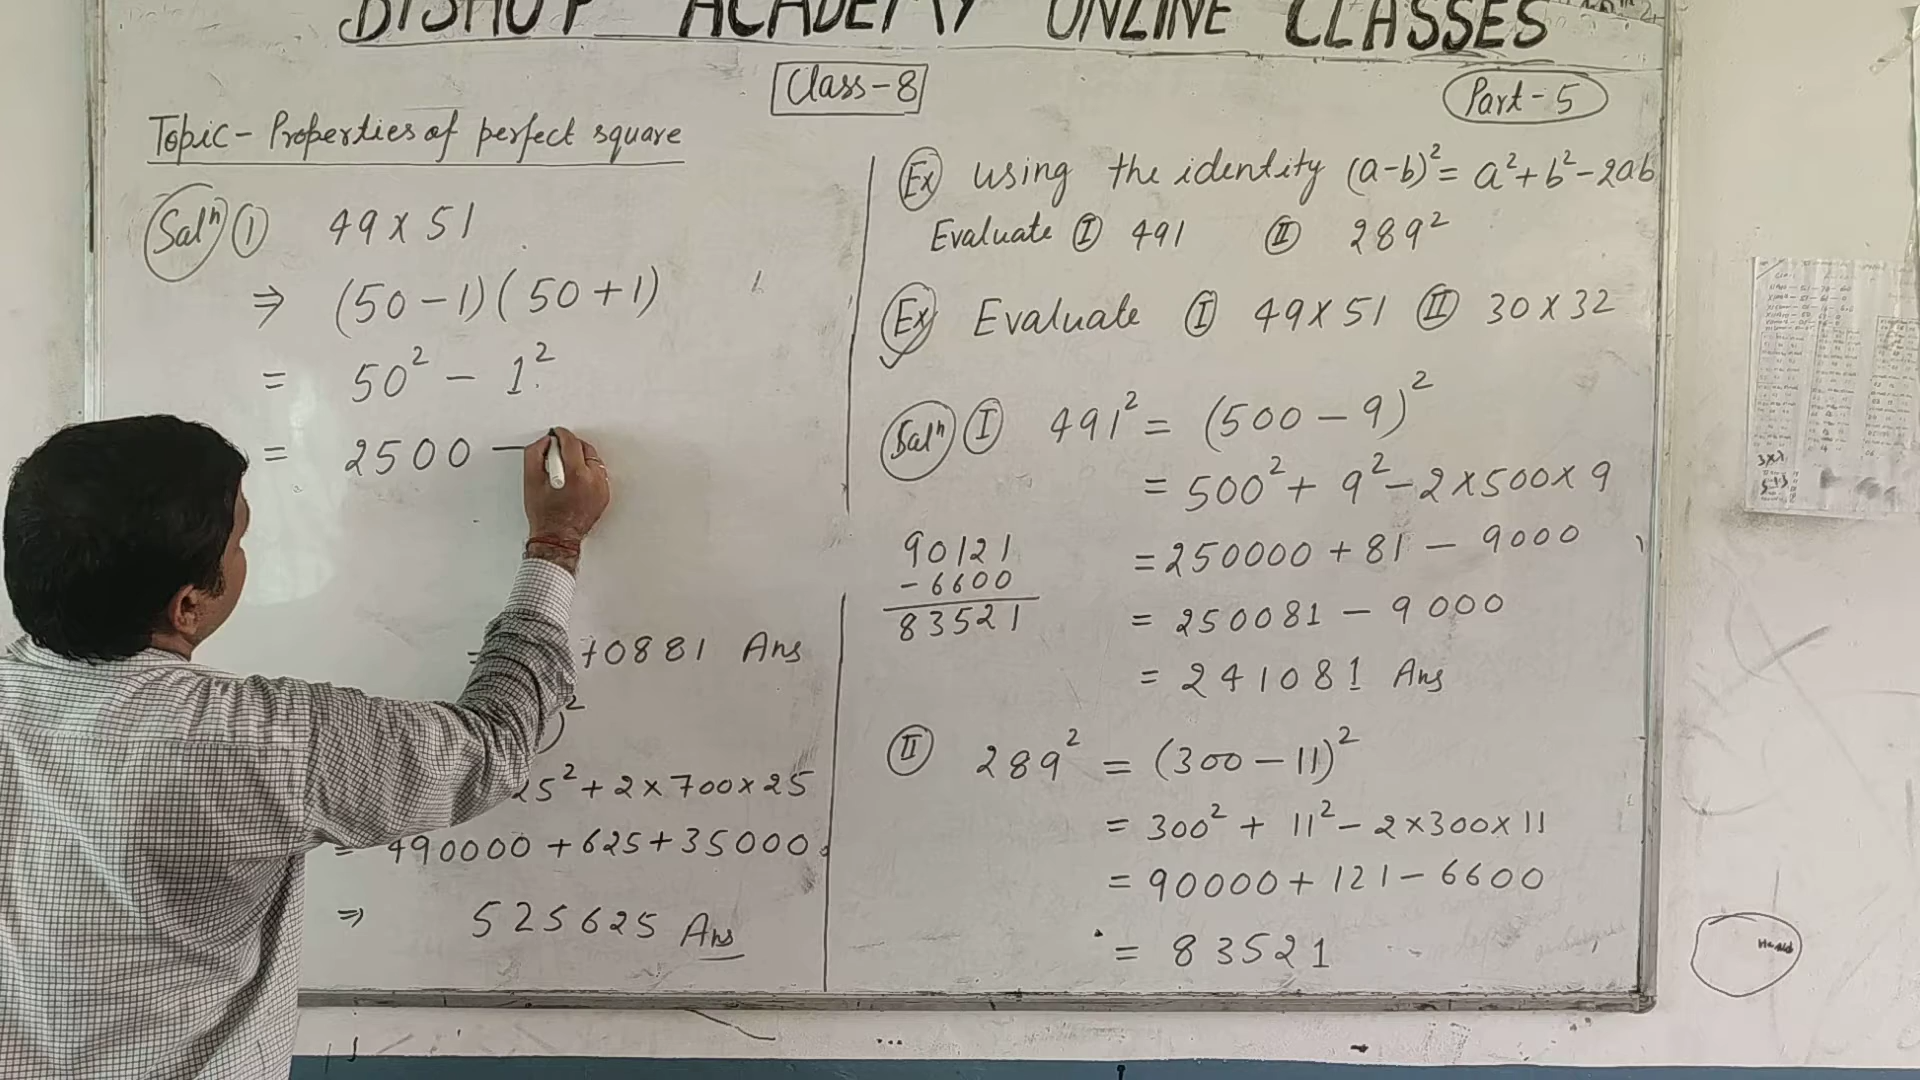 BISHOP ACADEMY ONLINE CLASSES
Class-8
Part-5
Topic - Properties of perfect square
Solⁿ I 49 x 51
⇒ (50-1)(50+1)
= 50² - 1²
= 2500 -
= 70881 Ans
)²
25² + 2 x 700 x 25
= 490000 + 625 + 35000
⇒ 525625 Ans
Ex using the identity (a-b)² = a² + b² - 2ab
Evaluate I 491 II 289²
Ex Evaluate I 49 x 51 II 30 x 32
Solⁿ I 491² = (500 - 9)²
= 500² + 9² - 2 x 500 x 9
= 250000 + 81 - 9000
= 250081 - 9000
= 241081 Ans
90121
- 6600
83521
II 289² = (300 - 11)²
= 300² + 11² - 2 x 300 x 11
= 90000 + 121 - 6600
= 83521